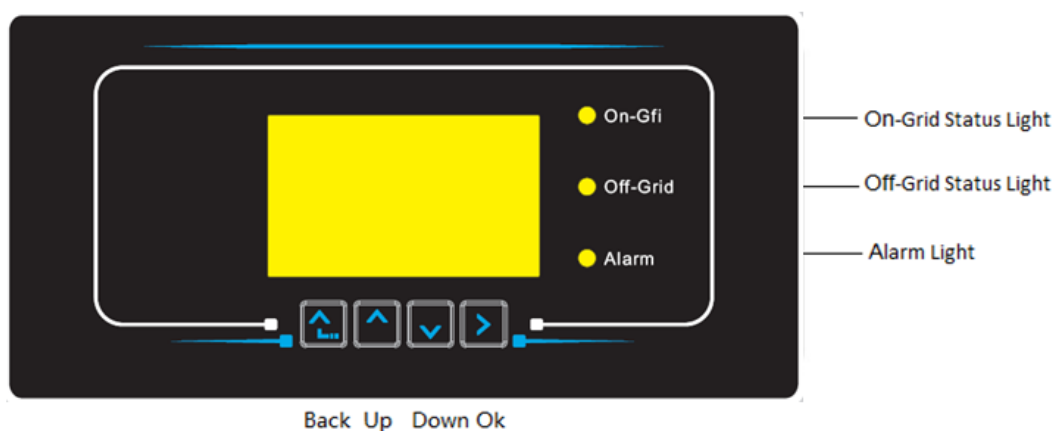 On-Gfi
On-Grid Status Light
Off-Grid
Off-Grid Status Light
Alarm
Alarm Light
Back Up Down Ok